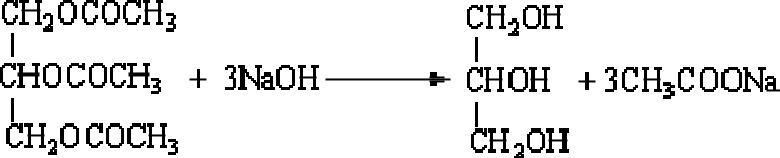 CH₂OCOCH₃ CH₂OH
CHOCOCH₃ + 3NaOH CHOH + 3CH₃COONa
CH₂OCOCH₃ CH₂OH